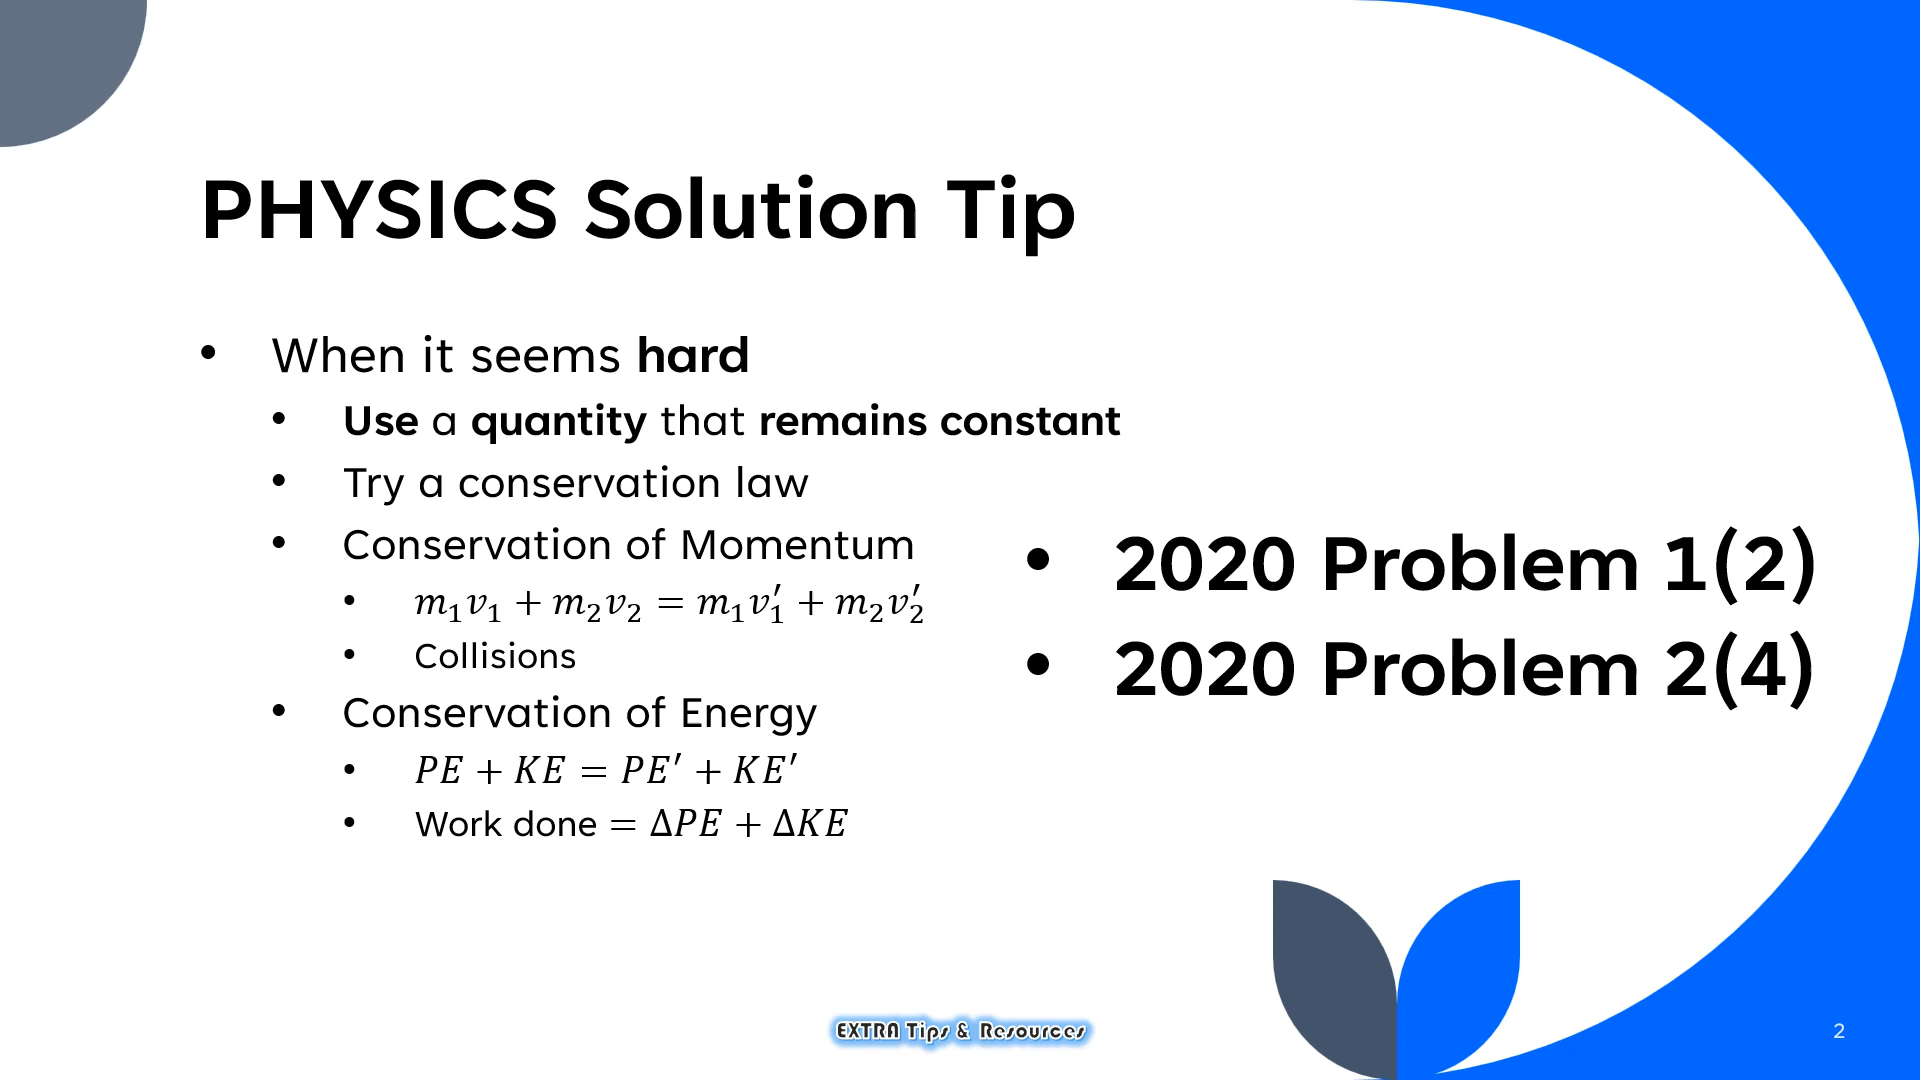 PHYSICS Solution Tip
• When it seems hard
• Use a quantity that remains constant
• Try a conservation law
• Conservation of Momentum
• m₁v₁ + m₂v₂ = m₁v₁′ + m₂v₂′
• Collisions
• Conservation of Energy
• PE + KE = PE′ + KE′
• Work done = ΔPE + ΔKE
• 2020 Problem 1(2)
• 2020 Problem 2(4)
EXTRA Tips & Resources
2